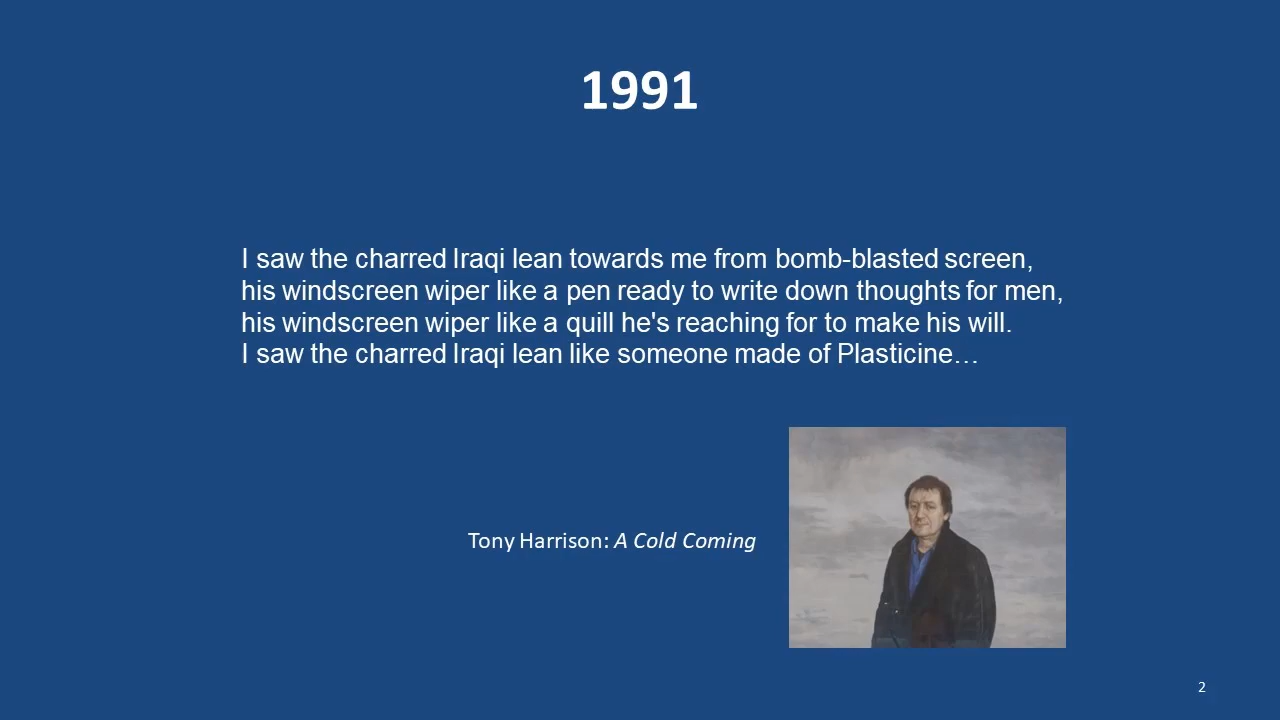 1991
I saw the charred Iraqi lean towards me from bomb-blasted screen,
his windscreen wiper like a pen ready to write down thoughts for men,
his windscreen wiper like a quill he's reaching for to make his will.
I saw the charred Iraqi lean like someone made of Plasticine…
Tony Harrison: A Cold Coming
2